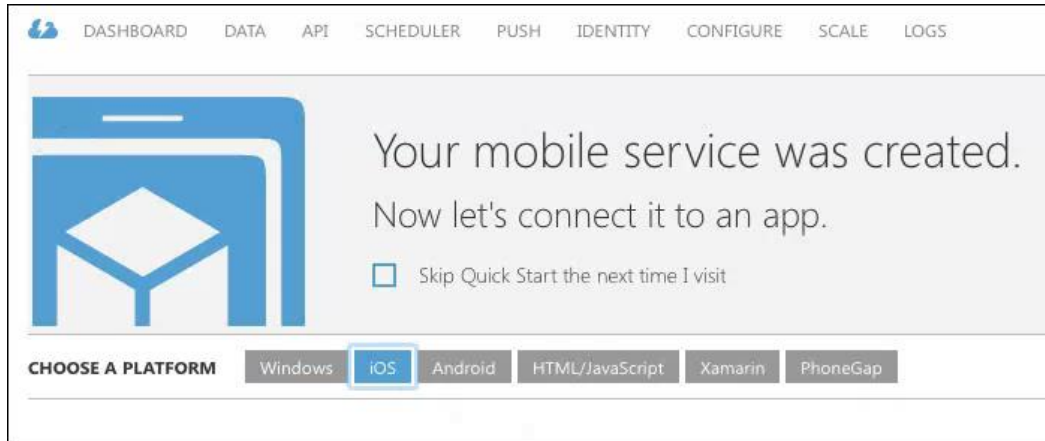 DASHBOARD DATA API SCHEDULER PUSH IDENTITY CONFIGURE SCALE LOGS
Your mobile service was created.
Now let's connect it to an app.
Skip Quick Start the next time I visit
CHOOSE A PLATFORM Windows iOS Android HTML/JavaScript Xamarin PhoneGap